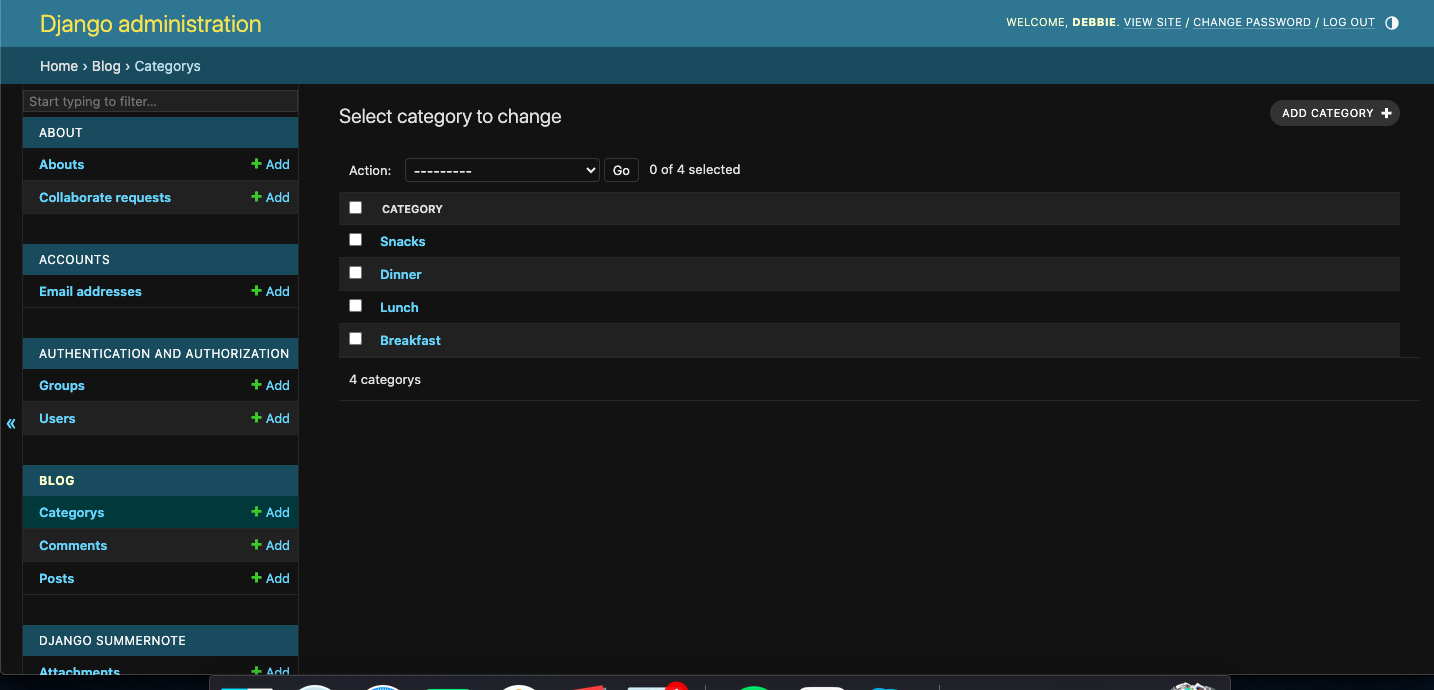 Django administration
WELCOME, DEBBIE. VIEW SITE / CHANGE PASSWORD / LOG OUT
Home › Blog › Categorys
Start typing to filter...
ABOUT
Abouts + Add
Collaborate requests + Add
ACCOUNTS
Email addresses + Add
AUTHENTICATION AND AUTHORIZATION
Groups + Add
Users + Add
«
BLOG
Categorys + Add
Comments + Add
Posts + Add
DJANGO SUMMERNOTE
Attachments + Add
Select category to change
ADD CATEGORY +
Action: --------- Go 0 of 4 selected
CATEGORY
Snacks
Dinner
Lunch
Breakfast
4 categorys